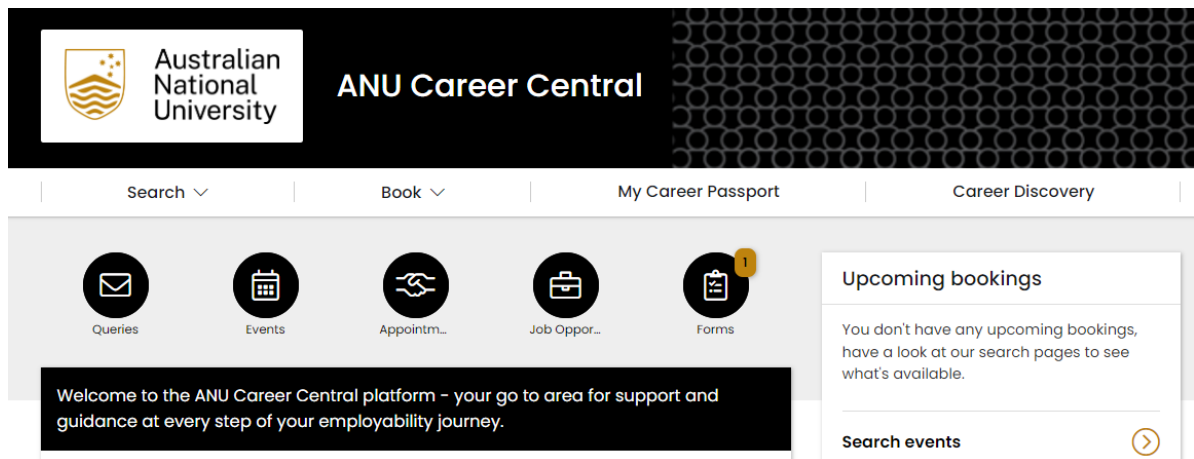 Australian
National
University
ANU Career Central
Search
Book
My Career Passport
Career Discovery
1
Queries
Events
Appointm...
Job Oppor...
Forms
Welcome to the ANU Career Central platform - your go to area for support and
guidance at every step of your employability journey.
Upcoming bookings
You don't have any upcoming bookings,
have a look at our search pages to see
what's available.
Search events